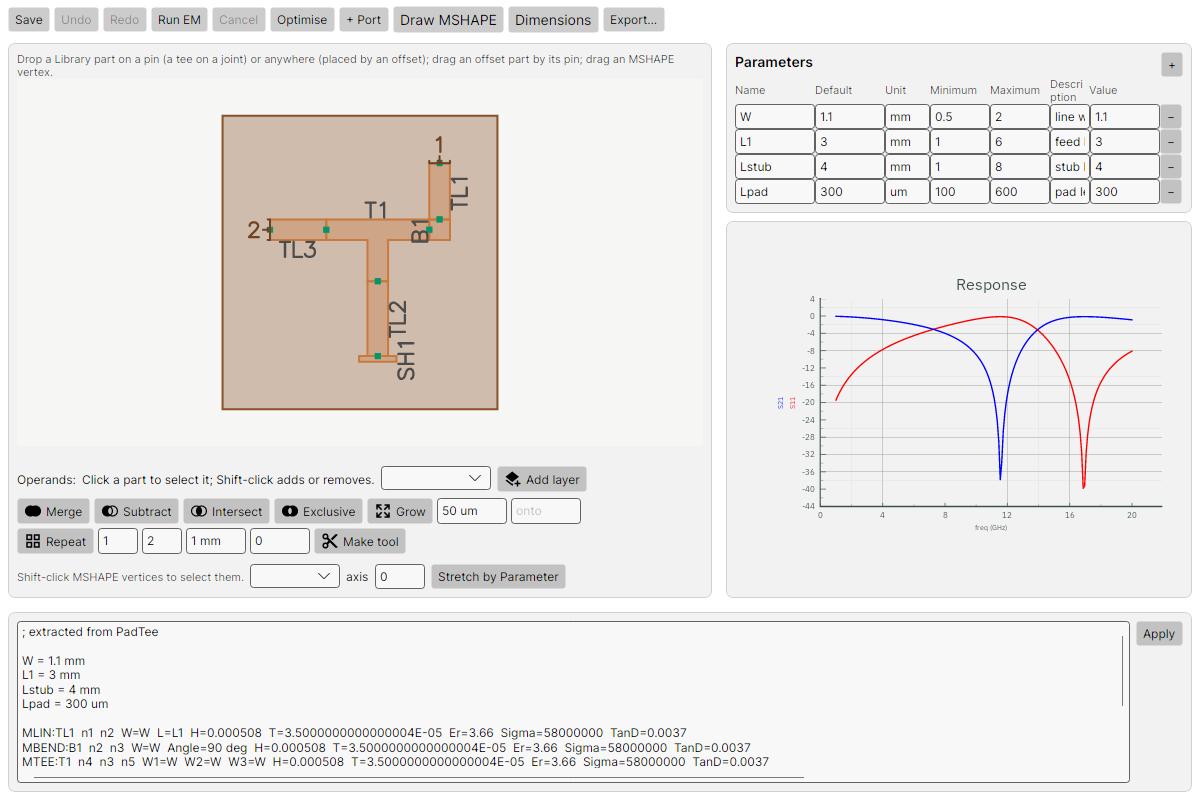 Save Undo Redo Run EM Cancel Optimise + Port Draw MSHAPE Dimensions Export...
Drop a Library part on a pin (a tee on a joint) or anywhere (placed by an offset); drag an offset part by its pin; drag an MSHAPE
vertex.
1
TL1
T1
B1
2
TL3
TL2
SH1
Operands: Click a part to select it; Shift-click adds or removes. Add layer
Merge Subtract Intersect Exclusive Grow 50 um onto
Repeat 1 2 1 mm 0 Make tool
Shift-click MSHAPE vertices to select them. axis 0 Stretch by Parameter
Parameters +
Name Default Unit Minimum Maximum Descri
ption Value
W 1.1 mm 0.5 2 line w 1.1 −
L1 3 mm 1 6 feed 3 −
Lstub 4 mm 1 8 stub 4 −
Lpad 300 um 100 600 pad le 300 −
Response
4
0
-4
-8
-12
-16
-20
-24
-28
-32
-36
-40
-44
S21
S11
0 4 8 12 16 20
freq (GHz)
; extracted from PadTee
W = 1.1 mm
L1 = 3 mm
Lstub = 4 mm
Lpad = 300 um
MLIN:TL1 n1 n2 W=W L=L1 H=0.000508 T=3.5000000000000004E-05 Er=3.66 Sigma=58000000 TanD=0.0037
MBEND:B1 n2 n3 W=W Angle=90 deg H=0.000508 T=3.5000000000000004E-05 Er=3.66 Sigma=58000000 TanD=0.0037
MTEE:T1 n4 n3 n5 W1=W W2=W W3=W H=0.000508 T=3.5000000000000004E-05 Er=3.66 Sigma=58000000 TanD=0.0037
Apply